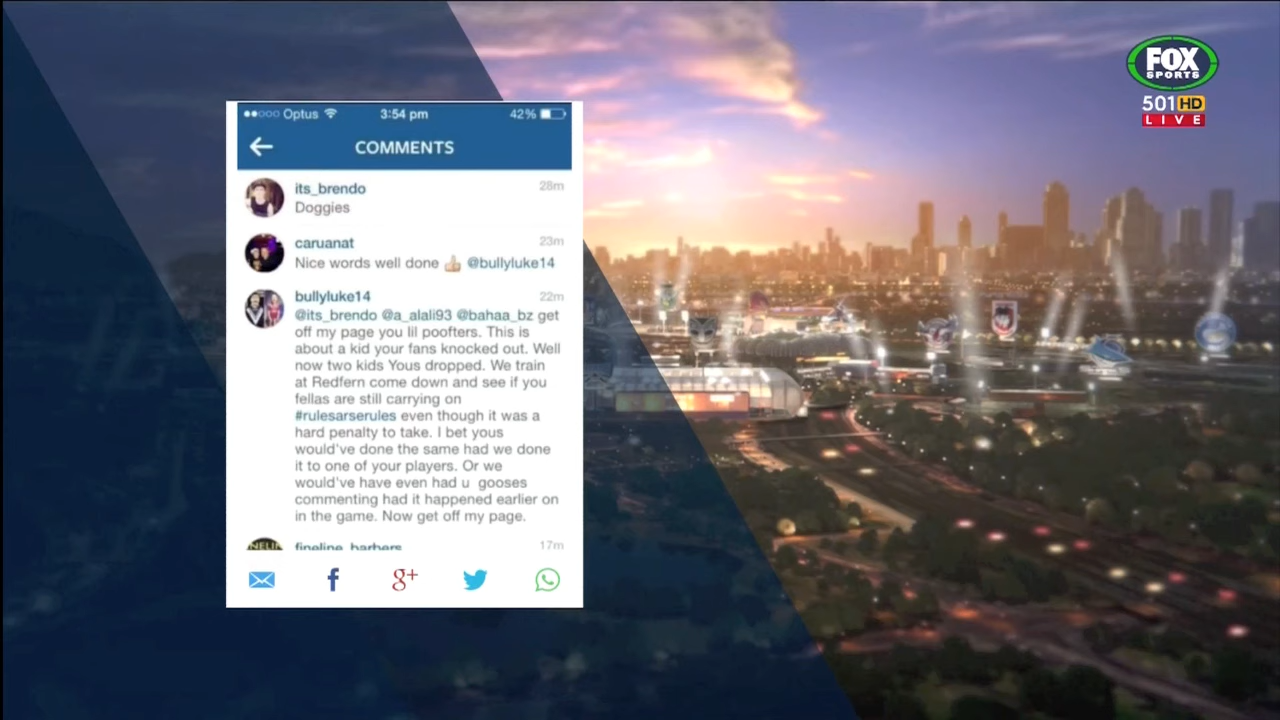 FOX
SPORTS
501 HD
LIVE
Optus
3:54 pm
42%
COMMENTS
its_brendo
28m
Doggies
caruanat
23m
Nice words well done 👍 @bullyluke14
bullyluke14
22m
@its_brendo @a_alali93 @bahaa_bz get
off my page you lil poofters. This is
about a kid your fans knocked out. Well
now two kids Yous dropped. We train
at Redfern come down and see if you
fellas are still carrying on
#rulesarserules even though it was a
hard penalty to take. I bet yous
would've done the same had we done
it to one of your players. Or we
would've have even had u gooses
commenting had it happened earlier on
in the game. Now get off my page.
fineline_barbers
17m
f
g+